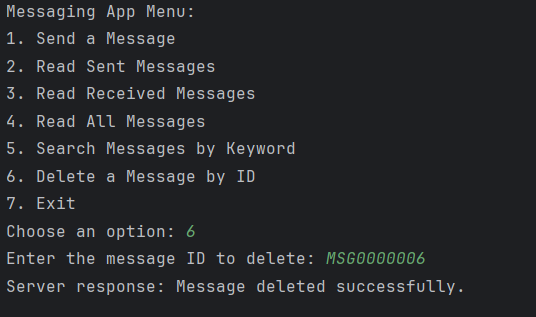 Messaging App Menu:
1. Send a Message
2. Read Sent Messages
3. Read Received Messages
4. Read All Messages
5. Search Messages by Keyword
6. Delete a Message by ID
7. Exit
Choose an option: 6
Enter the message ID to delete: MSG0000006
Server response: Message deleted successfully.